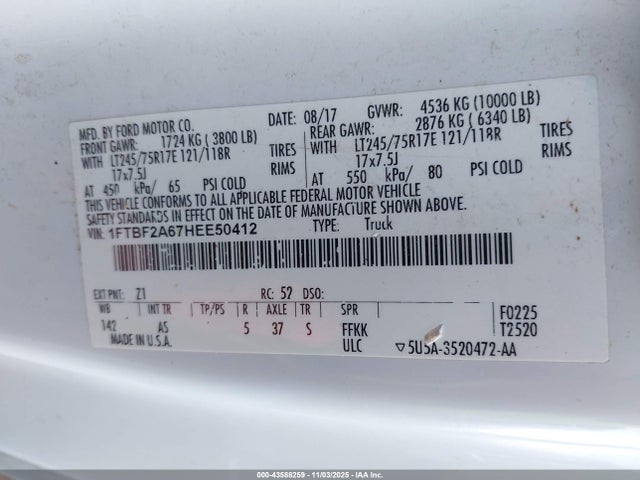 MFD. BY FORD MOTOR CO. DATE: 08/17 GVWR: 4536 KG (10000 LB)
FRONT GAWR: 1724 KG (3800 LB) REAR GAWR: 2876 KG (6340 LB)
WITH LT245/75R17E 121/118R TIRES WITH LT245/75R17E 121/118R TIRES
17x7.5J RIMS 17x7.5J RIMS
AT 450 kPa/ 65 PSI COLD AT 550 kPa/ 80 PSI COLD
THIS VEHICLE CONFORMS TO ALL APPLICABLE FEDERAL MOTOR VEHICLE
SAFETY STANDARDS IN EFFECT ON THE DATE OF MANUFACTURE SHOWN ABOVE.
VIN: 1FTBF2A67HEE50412 TYPE: Truck
EXT PNT: Z1 RC: 52 DSO:
WB INT TR TP/PS R AXLE TR SPR F0225
142 AS 5 37 S FFKK T2520
MADE IN U.S.A. ULC ▽5U5A-3520472-AA
000-43588259 - 11/03/2025 - IAA Inc.